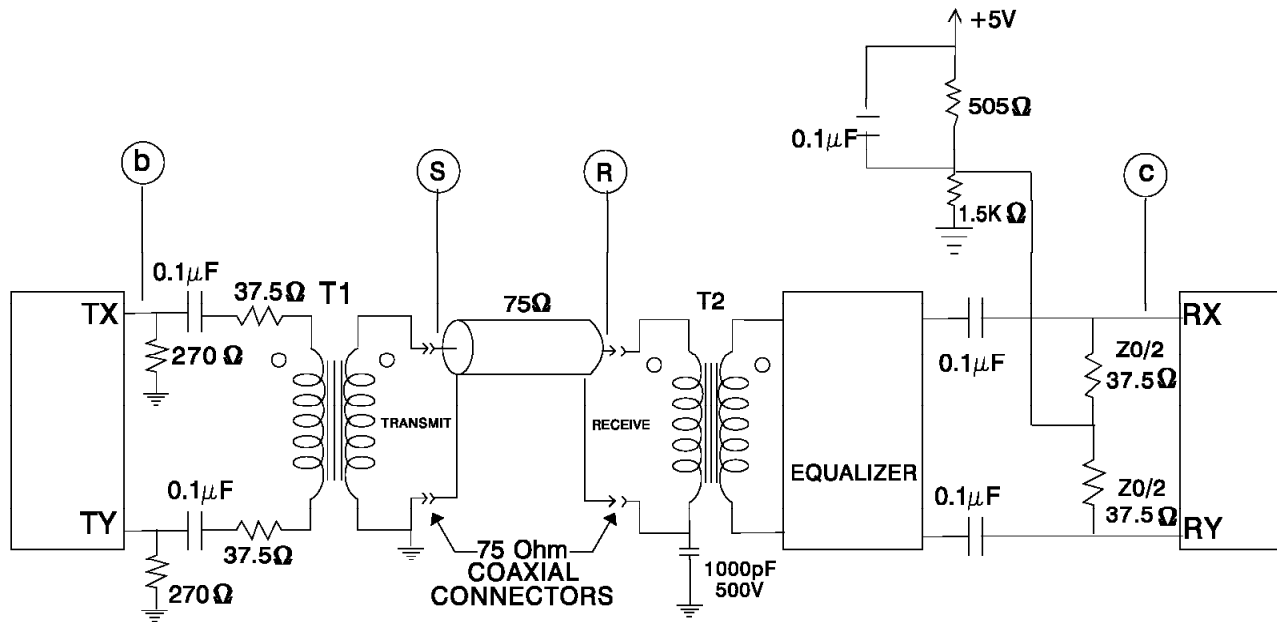 +5V
505Ω
0.1μF
1.5K Ω
b
S
R
C
0.1μF
37.5Ω
T1
75Ω
T2
TX
270 Ω
RX
0.1μF
Z0/2
37.5Ω
TRANSMIT
RECEIVE
EQUALIZER
0.1μF
0.1μF
Z0/2
37.5Ω
TY
37.5Ω
RY
270Ω
75 Ohm
COAXIAL
CONNECTORS
1000pF
500V